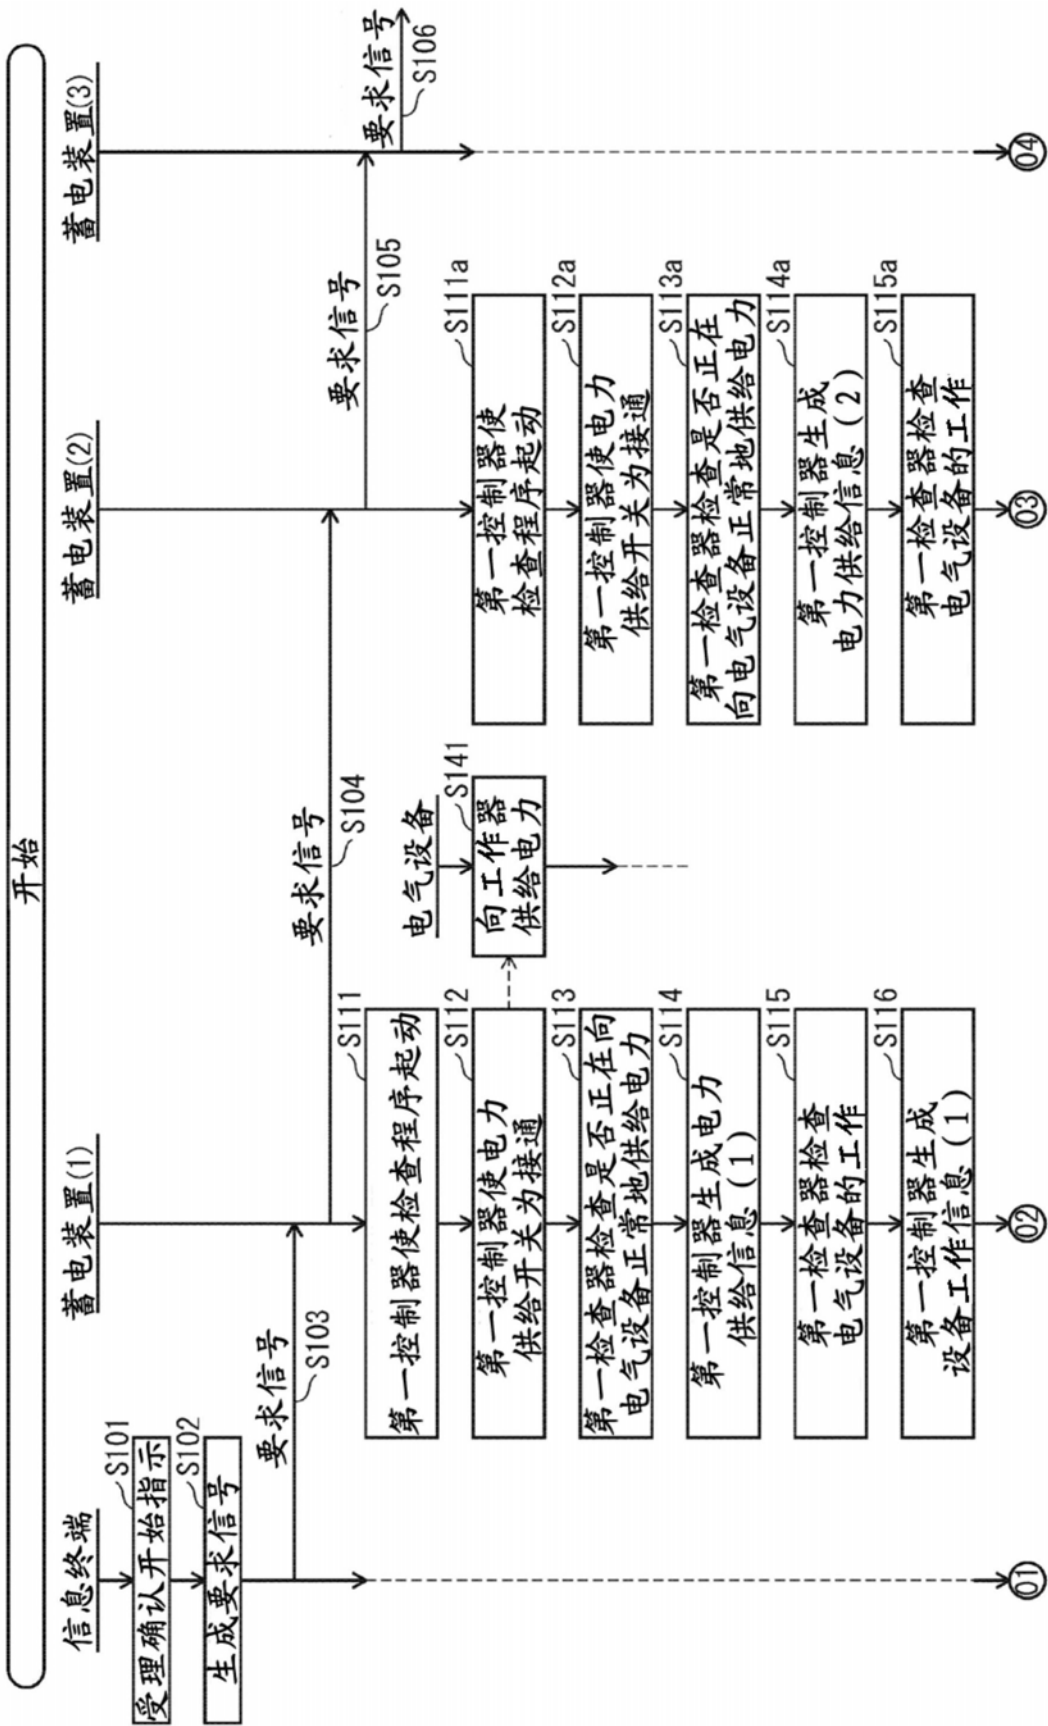 开始
信息终端
S101
受理确认开始指示
S102
生成要求信号
要求信号
S103
01
蓄电装置(1)
要求信号
S104
S111
第一控制器使检查程序起动
S112
第一控制器使电力
供给开关为接通
S113
第一检查器检查是否正在向
电气设备正常地供给电力
S114
第一控制器生成电力
供给信息(1)
S115
第一检查器检查
电气设备的工作
S116
第一控制器生成
设备工作信息(1)
02
电气设备
S141
向工作器
供给电力
蓄电装置(2)
要求信号
S105
S111a
第一控制器使
检查程序起动
S112a
第一控制器使电力
供给开关为接通
S113a
第一检查器检查是否正在
向电气设备正常地供给电力
S114a
第一控制器生成
电力供给信息(2)
S115a
第一检查器检查
电气设备的工作
03
蓄电装置(3)
要求信号
S106
04